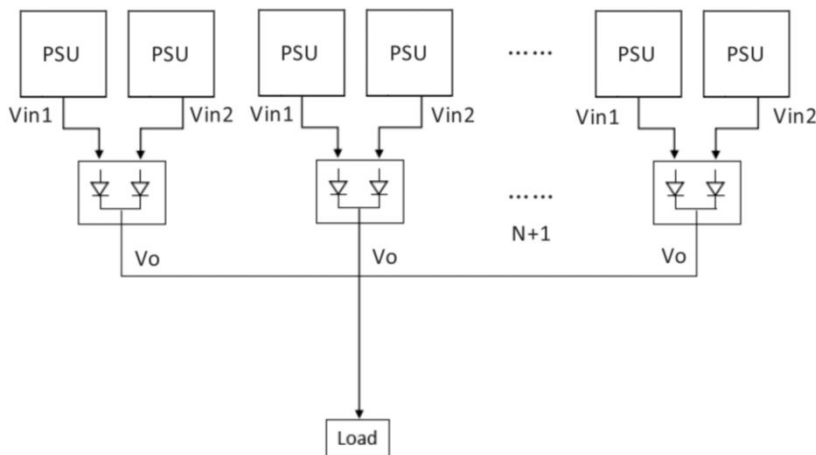 PSU PSU PSU PSU ...... PSU PSU
Vin1 Vin2 Vin1 Vin2 Vin1 Vin2
......
N+1
Vo Vo Vo
Load